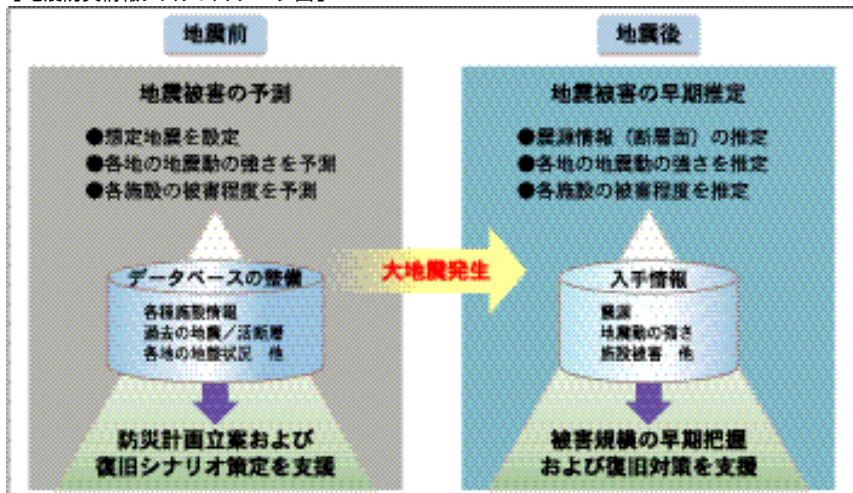 地震前
地震被害の予測
●想定地震を設定
●各地の地震動の強さを予測
●各施設の被害程度を予測
データベースの整備
各種施設情報
過去の地震／活断層
各地の地盤状況 他
防災計画立案および
復旧シナリオ策定を支援
大地震発生
地震後
地震被害の早期推定
●震源情報（断層面）の推定
●各地の地震動の強さを推定
●各施設の被害程度を推定
入手情報
震源
地震動の強さ
施設被害 他
被害規模の早期把握
および復旧対策を支援